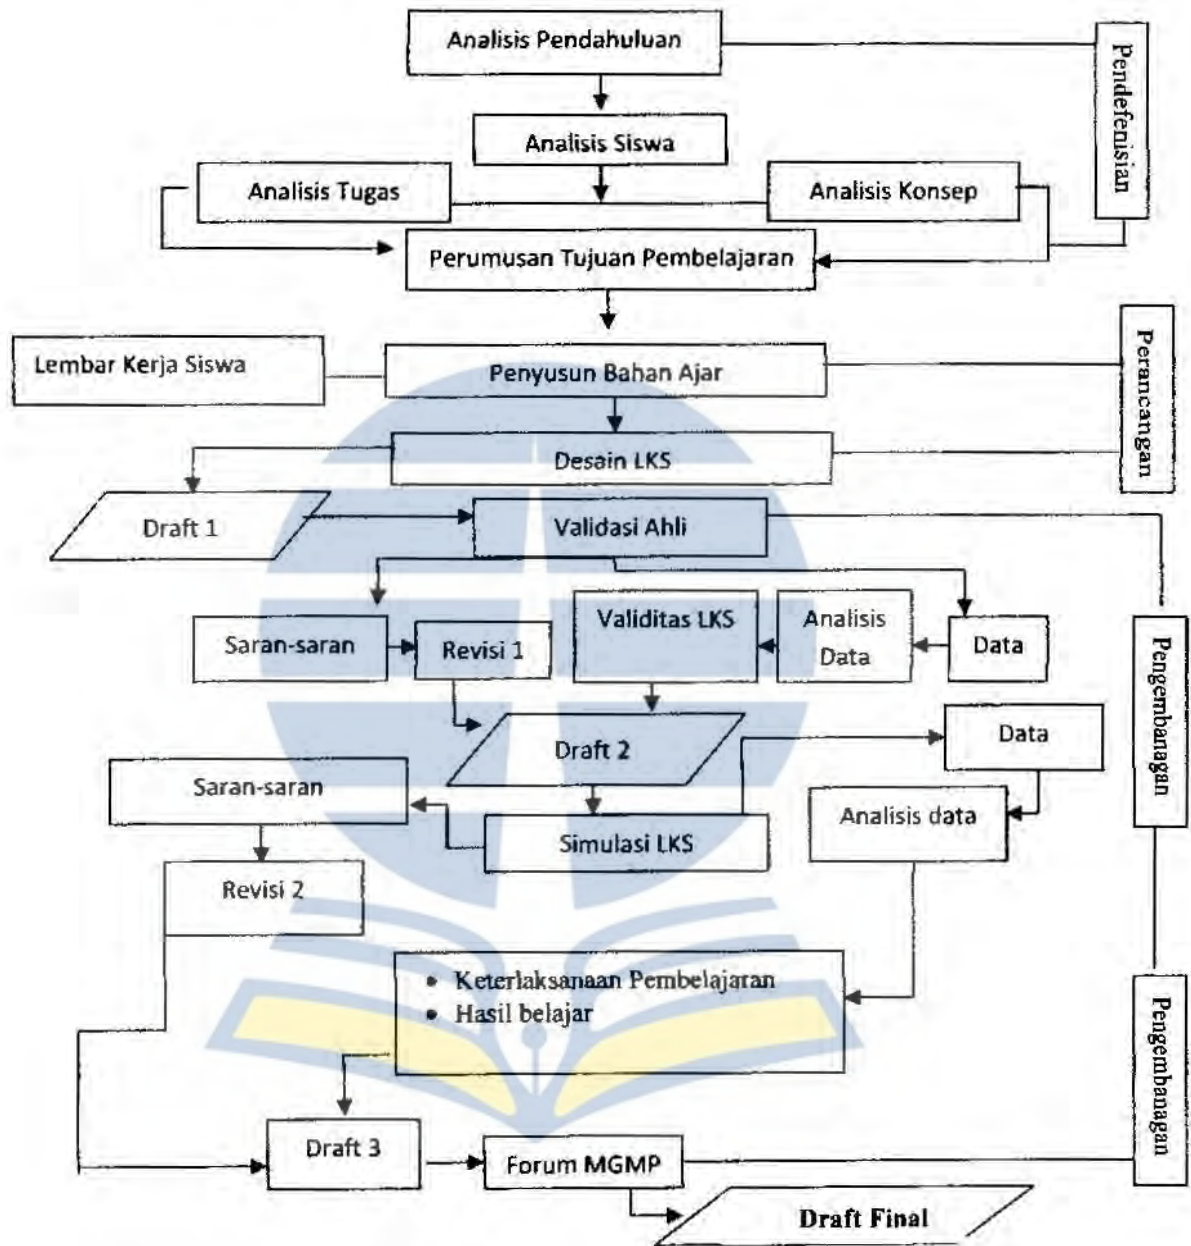 Analisis Pendahuluan
Pendefenisian
Analisis Siswa
Analisis Tugas
Analisis Konsep
Perumusan Tujuan Pembelajaran
Lembar Kerja Siswa
Penyusun Bahan Ajar
Perancangan
Desain LKS
Draft 1
Validasi Ahli
Saran-saran
Revisi 1
Validitas LKS
Analisis
Data
Data
Pengembanagan
Draft 2
Data
Saran-saran
Simulasi LKS
Analisis data
Revisi 2
• Keterlaksanaan Pembelajaran
• Hasil belajar
Pengembanagan
Draft 3
Forum MGMP
Draft Final